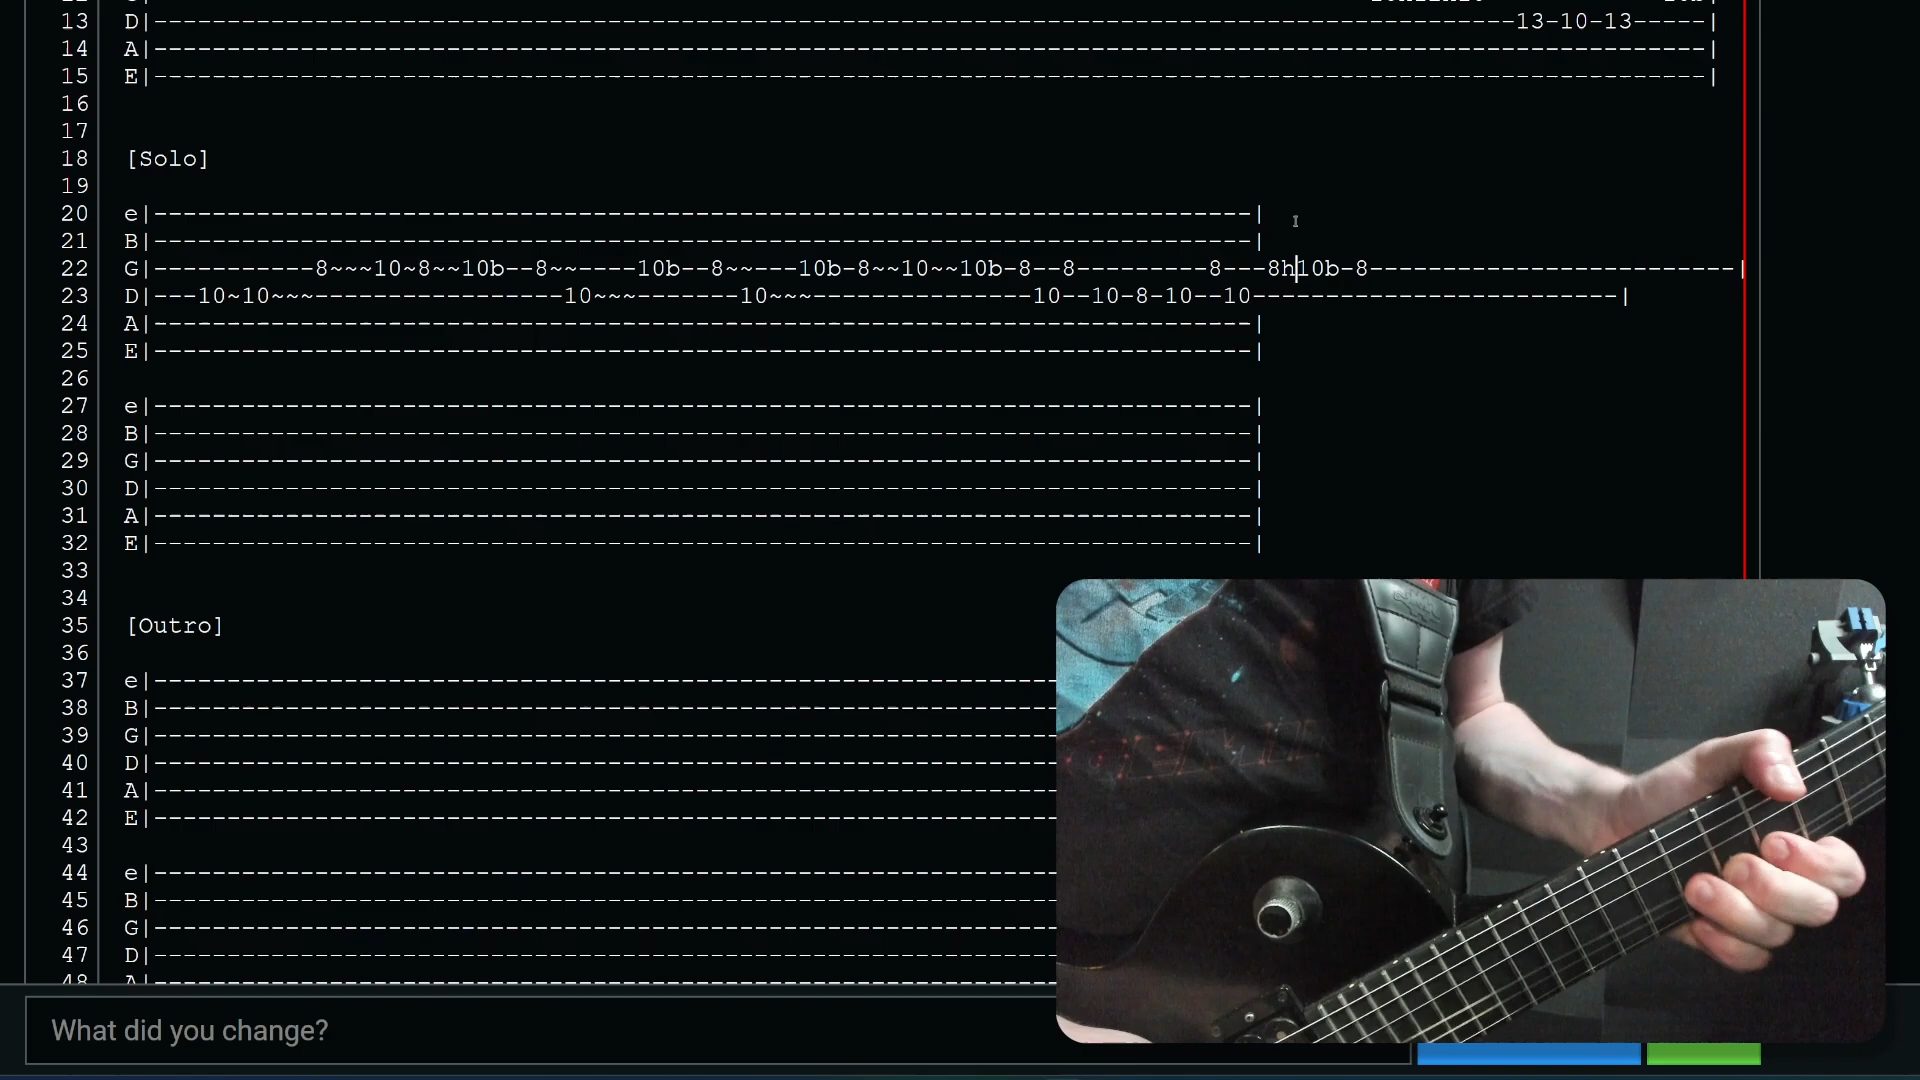 13 D|---------------------------------------------------------------------------------------------13-10-13-----|
14 A|----------------------------------------------------------------------------------------------------------|
15 E|----------------------------------------------------------------------------------------------------------|
16
17
18 [Solo]
19
20 e|---------------------------------------------------------------------------|
21 B|---------------------------------------------------------------------------|
22 G|-----------8~~~10~8~~10b--8~~----10b--8~~---10b-8~~10~~10b-8--8---------8---8h10b-8-------------------------|
23 D|---10~10~~~-----------------10~~~-------10~~~---------------10--10-8-10--10-------------------------|
24 A|---------------------------------------------------------------------------|
25 E|---------------------------------------------------------------------------|
26
27 e|---------------------------------------------------------------------------|
28 B|---------------------------------------------------------------------------|
29 G|---------------------------------------------------------------------------|
30 D|---------------------------------------------------------------------------|
31 A|---------------------------------------------------------------------------|
32 E|---------------------------------------------------------------------------|
33
34
35 [Outro]
36
37 e|--------------------------------------------------------------
38 B|--------------------------------------------------------------
39 G|--------------------------------------------------------------
40 D|--------------------------------------------------------------
41 A|--------------------------------------------------------------
42 E|--------------------------------------------------------------
43
44 e|--------------------------------------------------------------
45 B|--------------------------------------------------------------
46 G|--------------------------------------------------------------
47 D|--------------------------------------------------------------
What did you change?